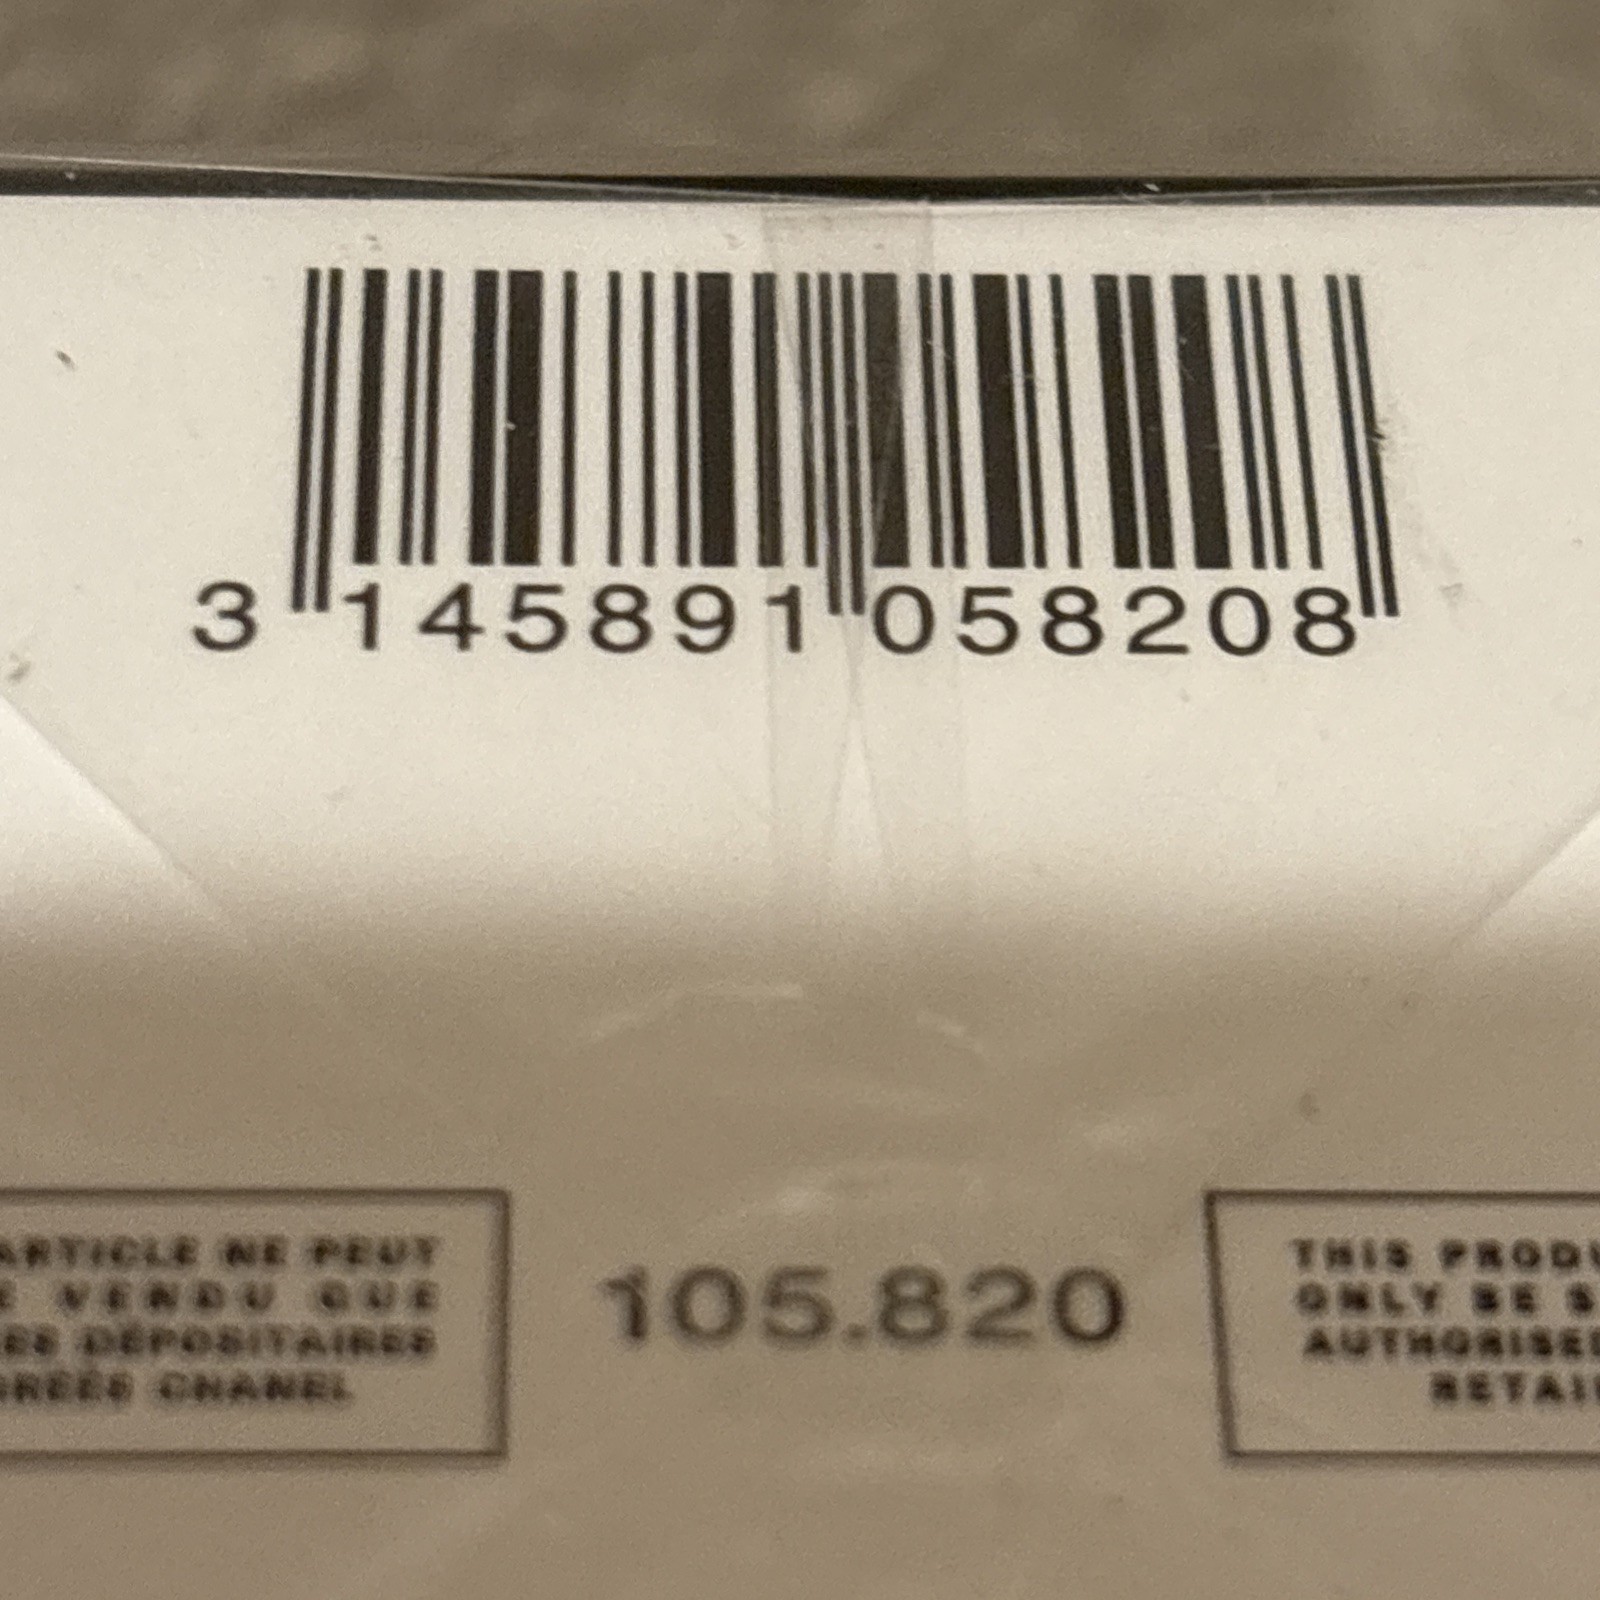 3 145891 058208
ARTICLE NE PEUT
VENDU QUE
DÉPOSITAIRES
CHANEL
105.820
THIS
ONLY BE